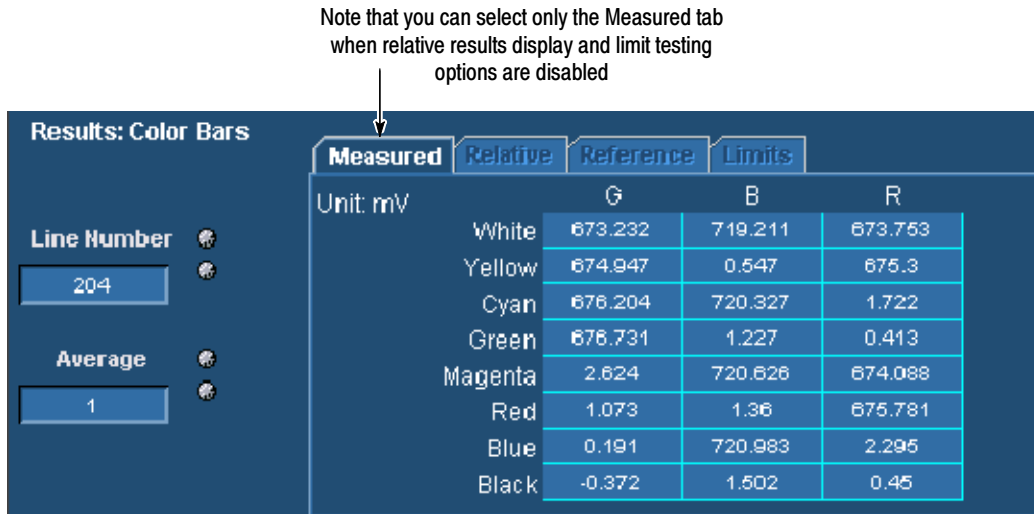 Note that you can select only the Measured tab
when relative results display and limit testing
options are disabled
Results: Color Bars
Measured Relative Reference Limits
Unit: mV G B R
White 673.232 719.211 673.753
Yellow 674.947 0.547 675.3
Cyan 676.204 720.327 1.722
Green 676.731 1.227 0.413
Magenta 2.624 720.626 674.088
Red 1.073 1.36 675.781
Blue 0.191 720.983 2.295
Black -0.372 1.502 0.45
Line Number
204
Average
1